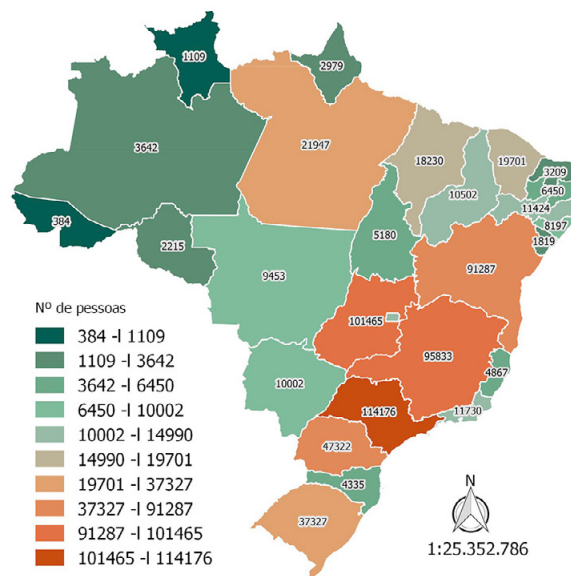 1109
2979
3642
21947
18230
19701
3209
6450
10502
11424
8197
1819
384
2215
5180
9453
91287
101465
95833
4867
10002
114176
11730
47322
4335
37327
Nº de pessoas
384 -l 1109
1109 -l 3642
3642 -l 6450
6450 -l 10002
10002 -l 14990
14990 -l 19701
19701 -l 37327
37327 -l 91287
91287 -l 101465
101465 -l 114176
N
1:25.352.786